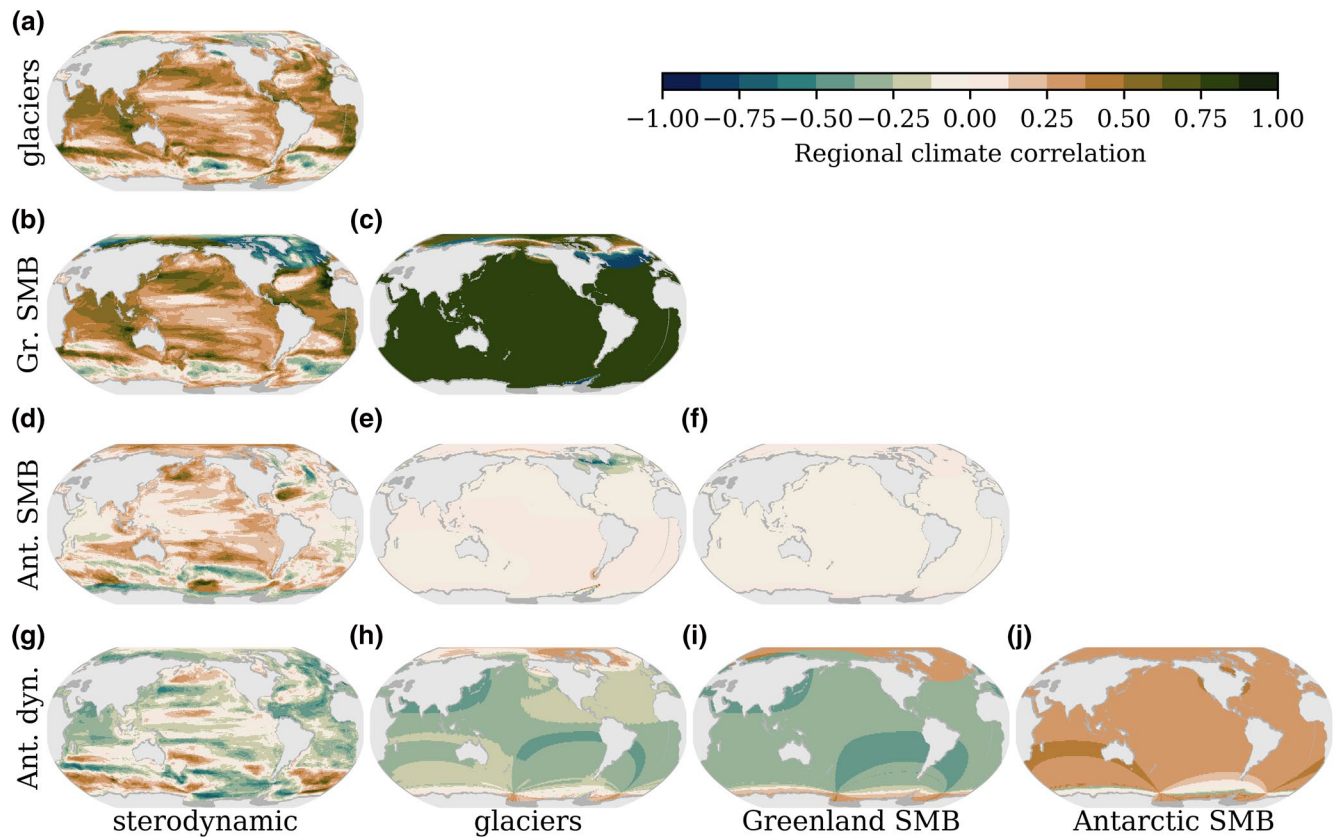 (a)
glaciers
−1.00 −0.75 −0.50 −0.25 0.00 0.25 0.50 0.75 1.00
Regional climate correlation
(b) (c)
Gr. SMB
(d) (e) (f)
Ant. SMB
(g) (h) (i) (j)
Ant. dyn.
sterodynamic glaciers Greenland SMB Antarctic SMB